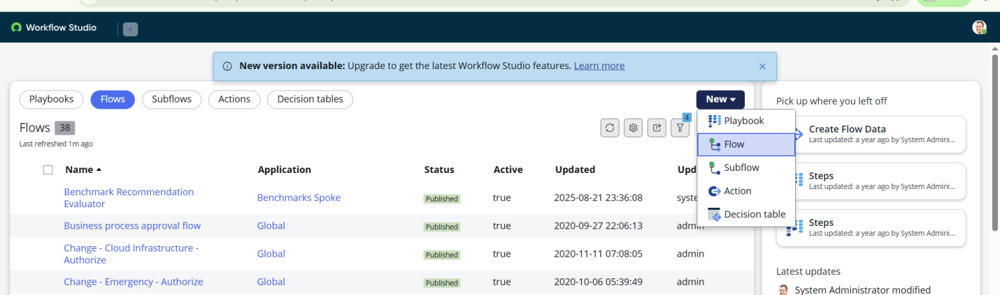 Workflow Studio
New version available: Upgrade to get the latest Workflow Studio features. Learn more
Playbooks
Flows
Subflows
Actions
Decision tables
New
Playbook
Flow
Subflow
Action
Decision table
Flows 38
Last refreshed 1m ago
4
Name
Application
Status
Active
Updated
Upd
Benchmark Recommendation
Evaluator
Benchmarks Spoke
Published
true
2025-08-21 23:36:08
syste
Business process approval flow
Global
Published
true
2020-09-27 22:06:13
admin
Change - Cloud Infrastructure -
Authorize
Global
Published
true
2020-11-11 07:08:05
admin
Change - Emergency - Authorize
Global
Published
true
2020-10-06 05:39:49
admin
Pick up where you left off
Create Flow Data
Last updated: a year ago by System Admini...
Steps
Last updated: a year ago by System Admini...
Steps
Last updated: a year ago by System Admini...
Latest updates
System Administrator modified